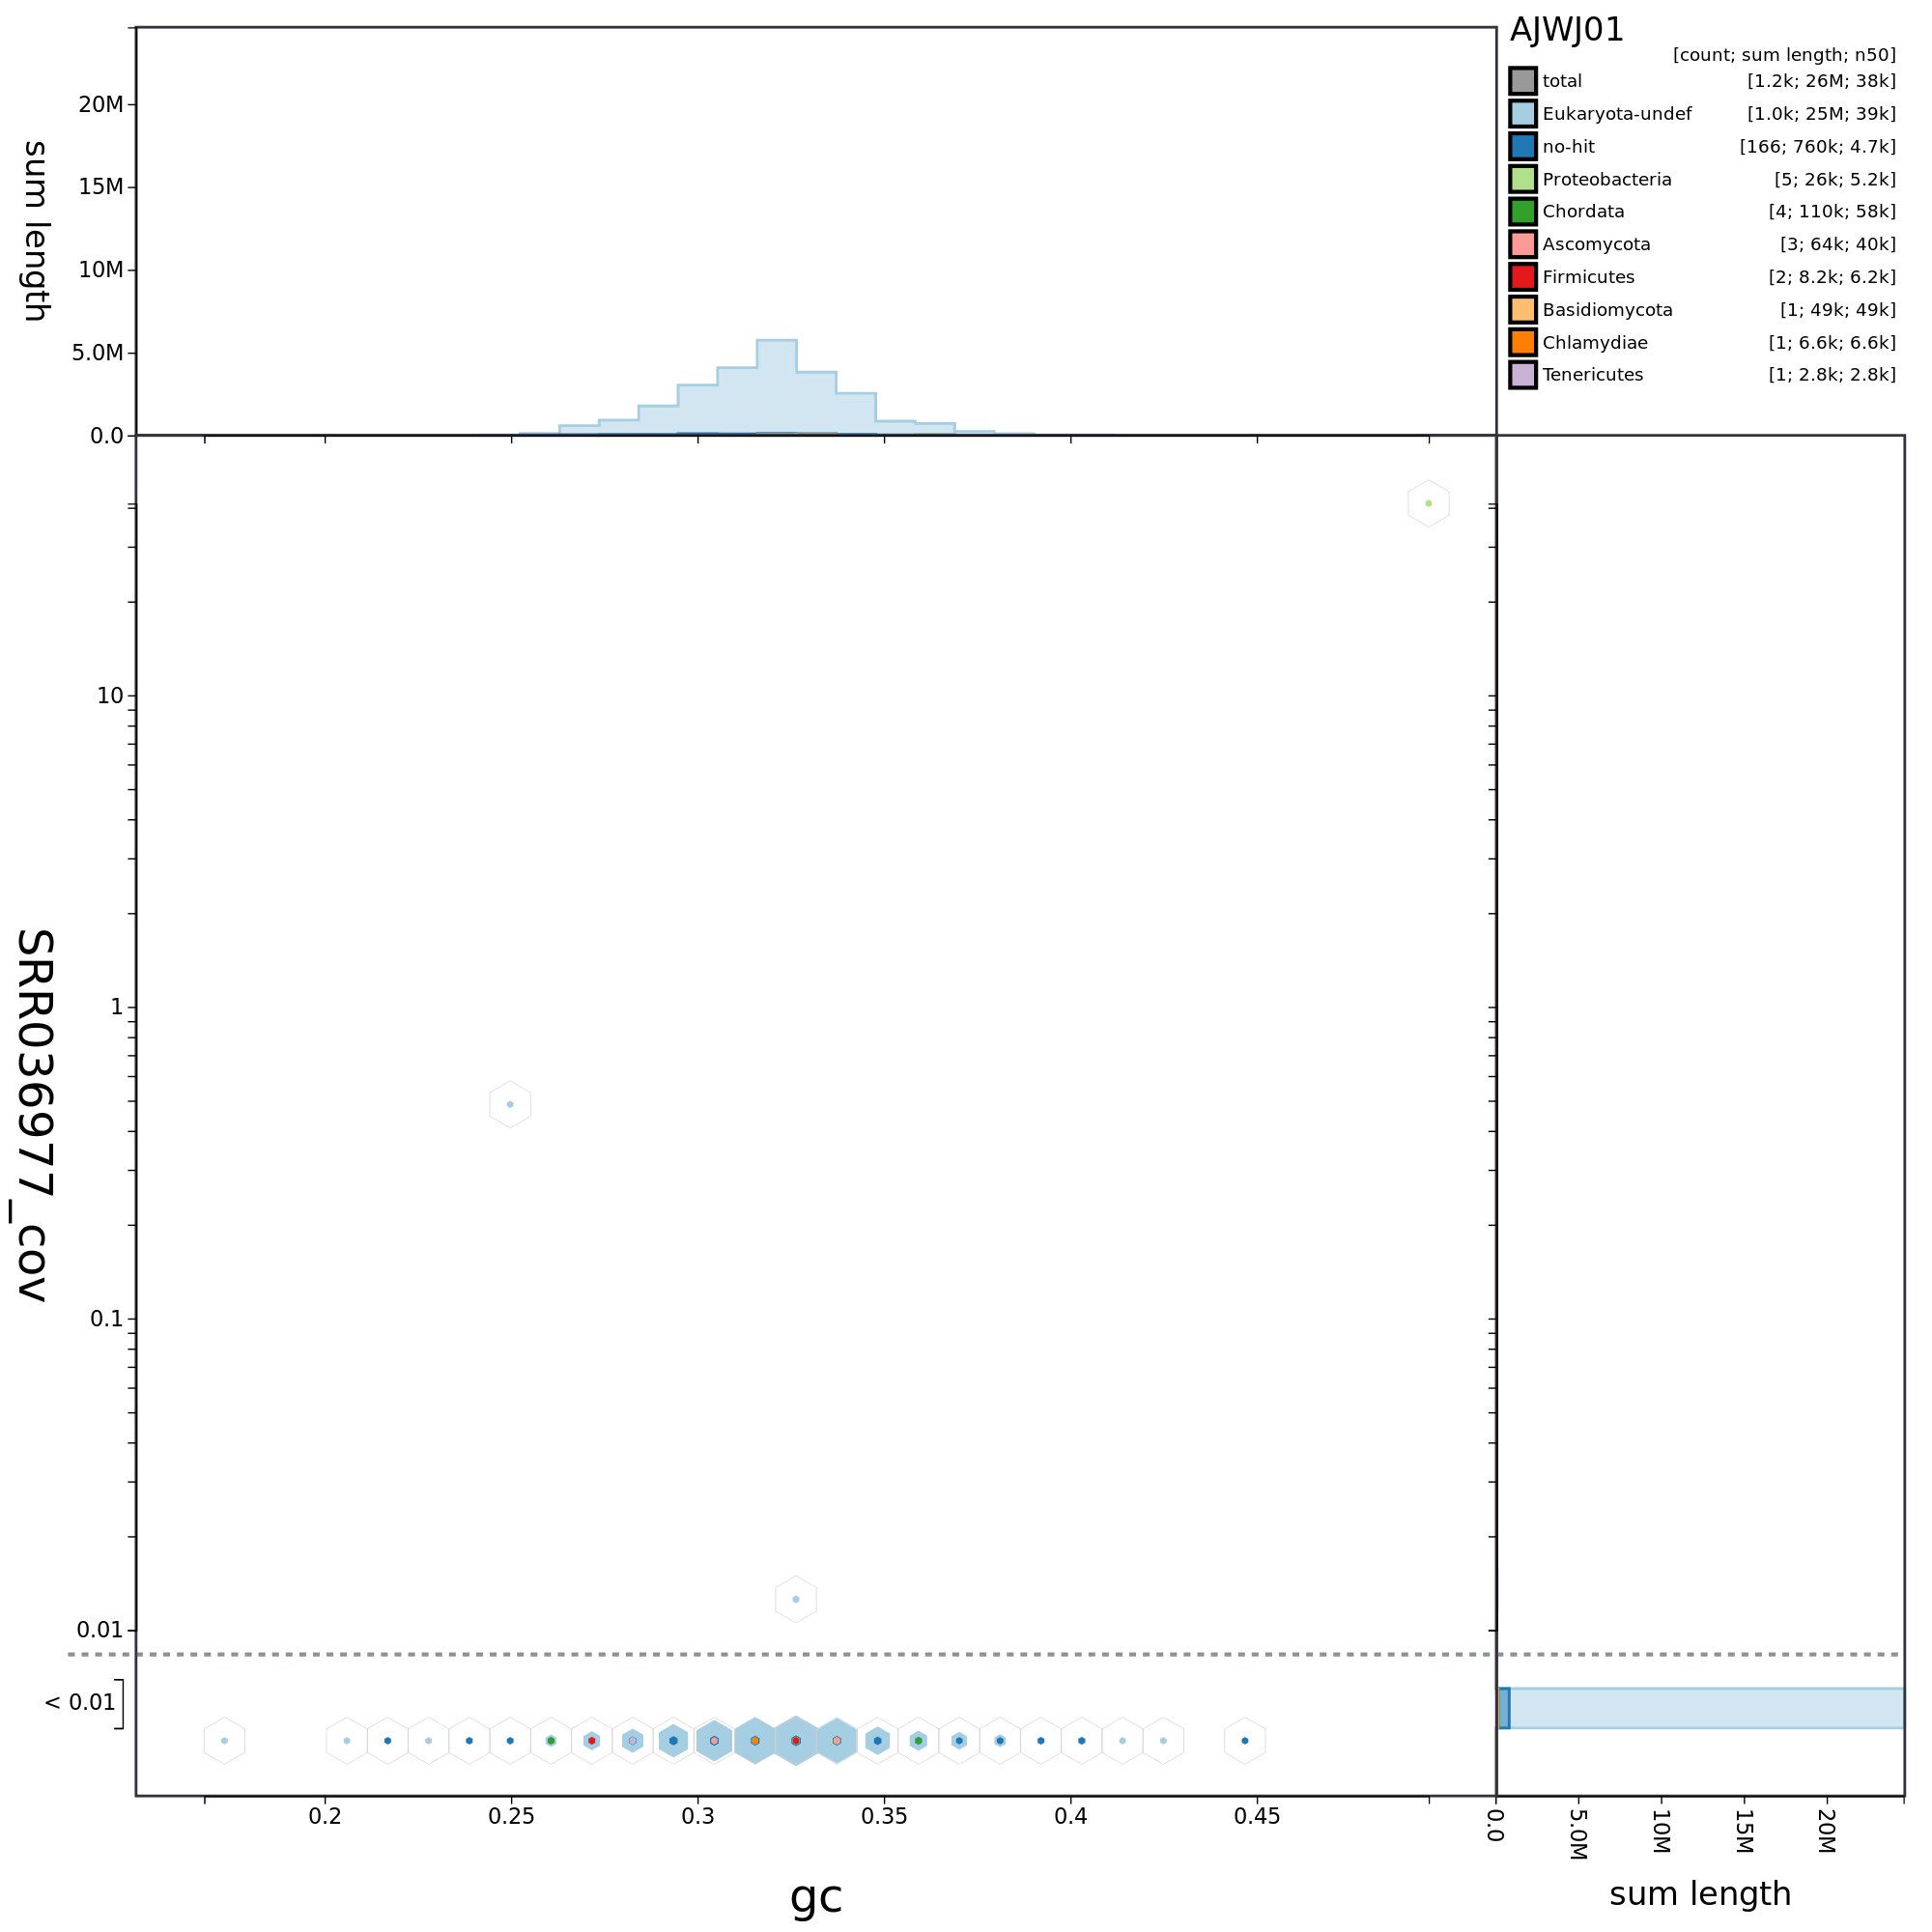 AJWJ01
[count; sum length; n50]
total [1.2k; 26M; 38k]
Eukaryota-undef [1.0k; 25M; 39k]
no-hit [166; 760k; 4.7k]
Proteobacteria [5; 26k; 5.2k]
Chordata [4; 110k; 58k]
Ascomycota [3; 64k; 40k]
Firmicutes [2; 8.2k; 6.2k]
Basidiomycota [1; 49k; 49k]
Chlamydiae [1; 6.6k; 6.6k]
Tenericutes [1; 2.8k; 2.8k]
sum length
20M
15M
10M
5.0M
0.0
SRR036977_cov
10
1
0.1
0.01
< 0.01
0.2 0.25 0.3 0.35 0.4 0.45
gc
0.0 5.0M 10M 15M 20M
sum length